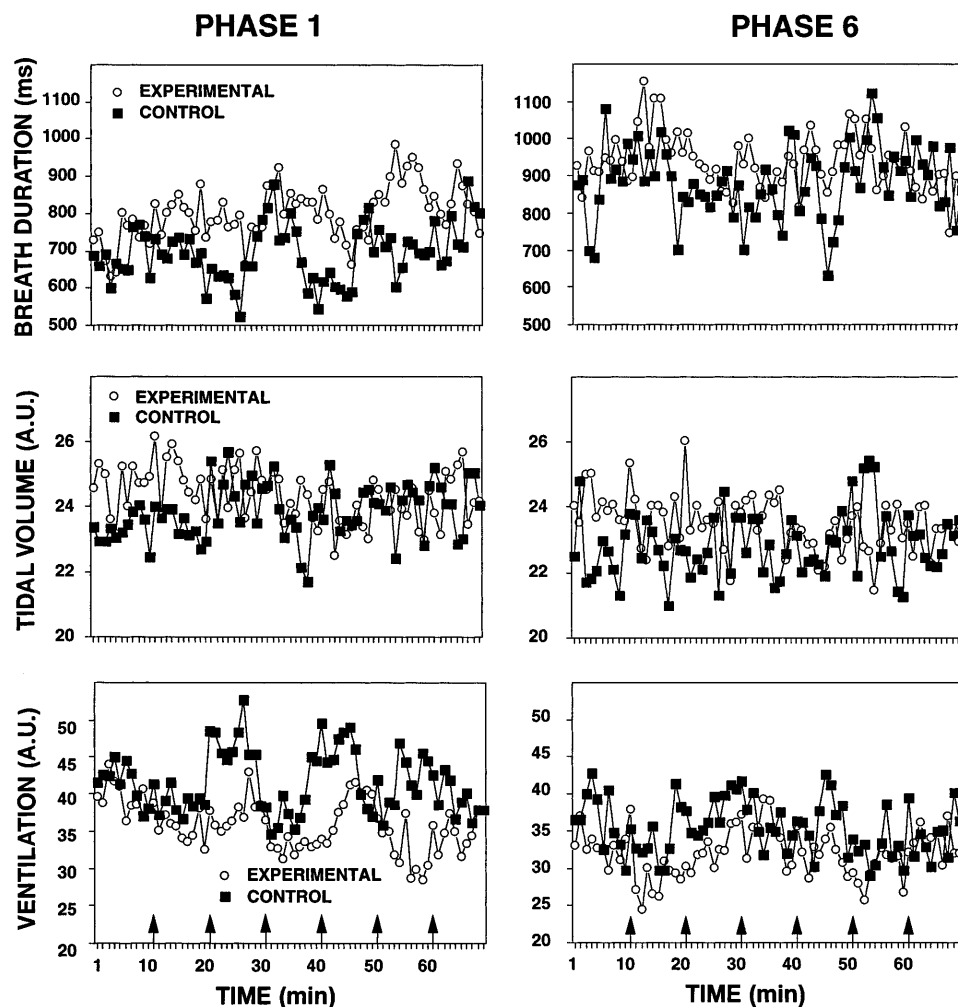 PHASE 1
PHASE 6
BREATH DURATION (ms)
1100
1000
900
800
700
600
500
EXPERIMENTAL
CONTROL
1100
1000
900
800
700
600
500
TIDAL VOLUME (A.U.)
26
24
22
20
EXPERIMENTAL
CONTROL
26
24
22
20
VENTILATION (A.U.)
50
45
40
35
30
25
20
EXPERIMENTAL
CONTROL
1 10 20 30 40 50 60
TIME (min)
50
45
40
35
30
25
20
1 10 20 30 40 50 60
TIME (min)